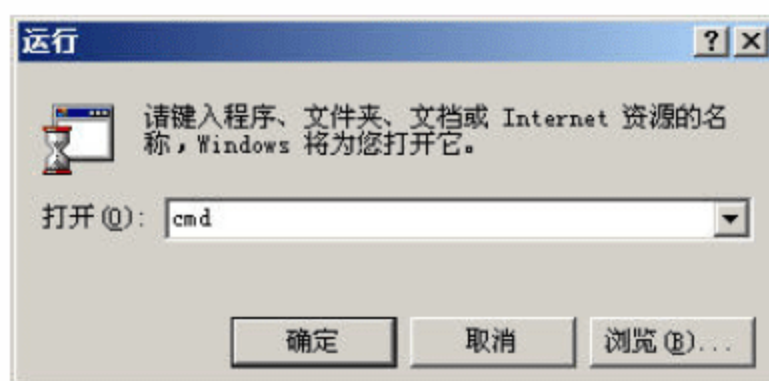 运行
请键入程序、文件夹、文档或 Internet 资源的名
称，Windows 将为您打开它。
打开(O): cmd
确定 取消 浏览(B)...